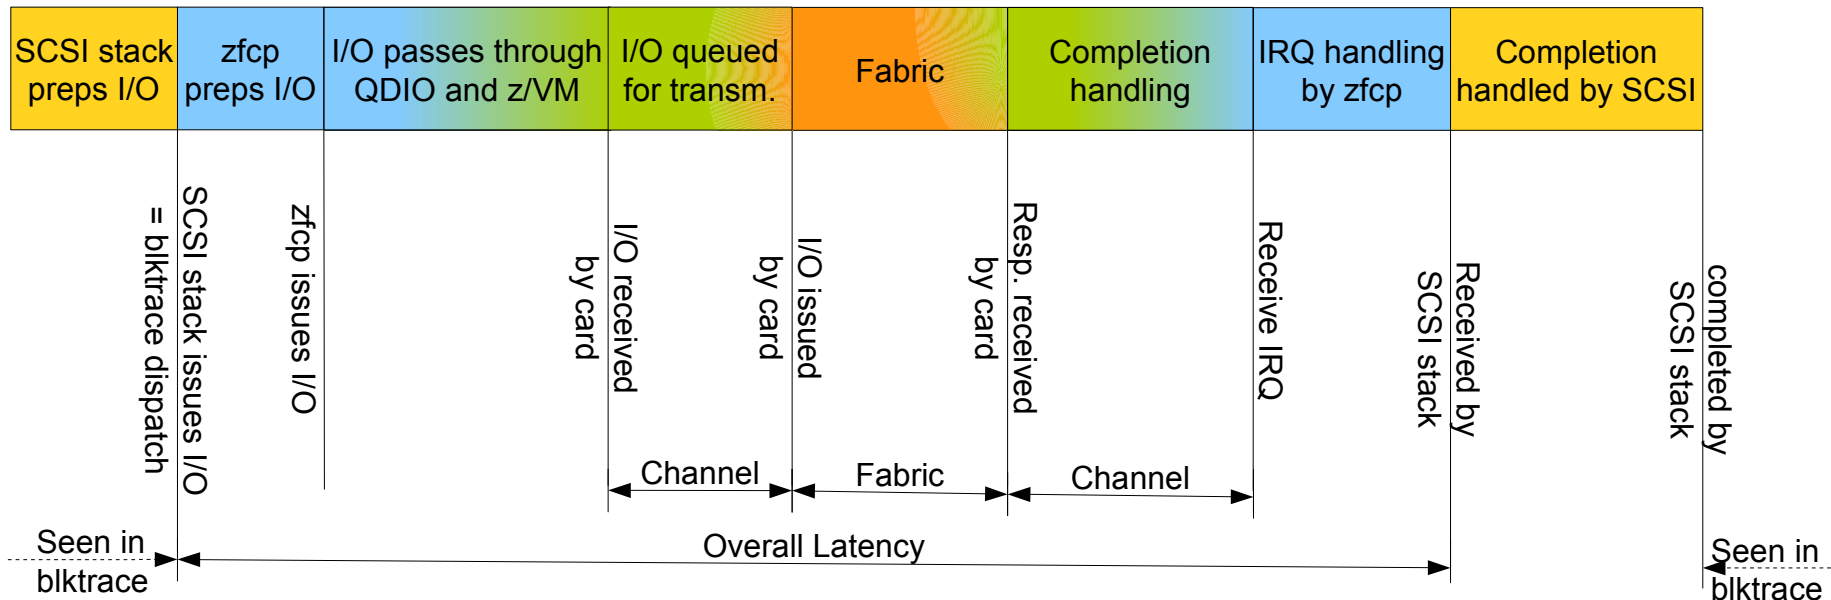 SCSI stack
preps I/O
zfcp
preps I/O
I/O passes through
QDIO and z/VM
I/O queued
for transm.
Fabric
Completion
handling
IRQ handling
by zfcp
Completion
handled by SCSI
SCSI stack issues I/O
= blktrace dispatch
zfcp issues I/O
I/O received
by card
I/O issued
by card
Resp. received
by card
Receive IRQ
Received by
SCSI stack
completed by
SCSI stack
Channel
Fabric
Channel
Seen in
blktrace
Overall Latency
Seen in
blktrace